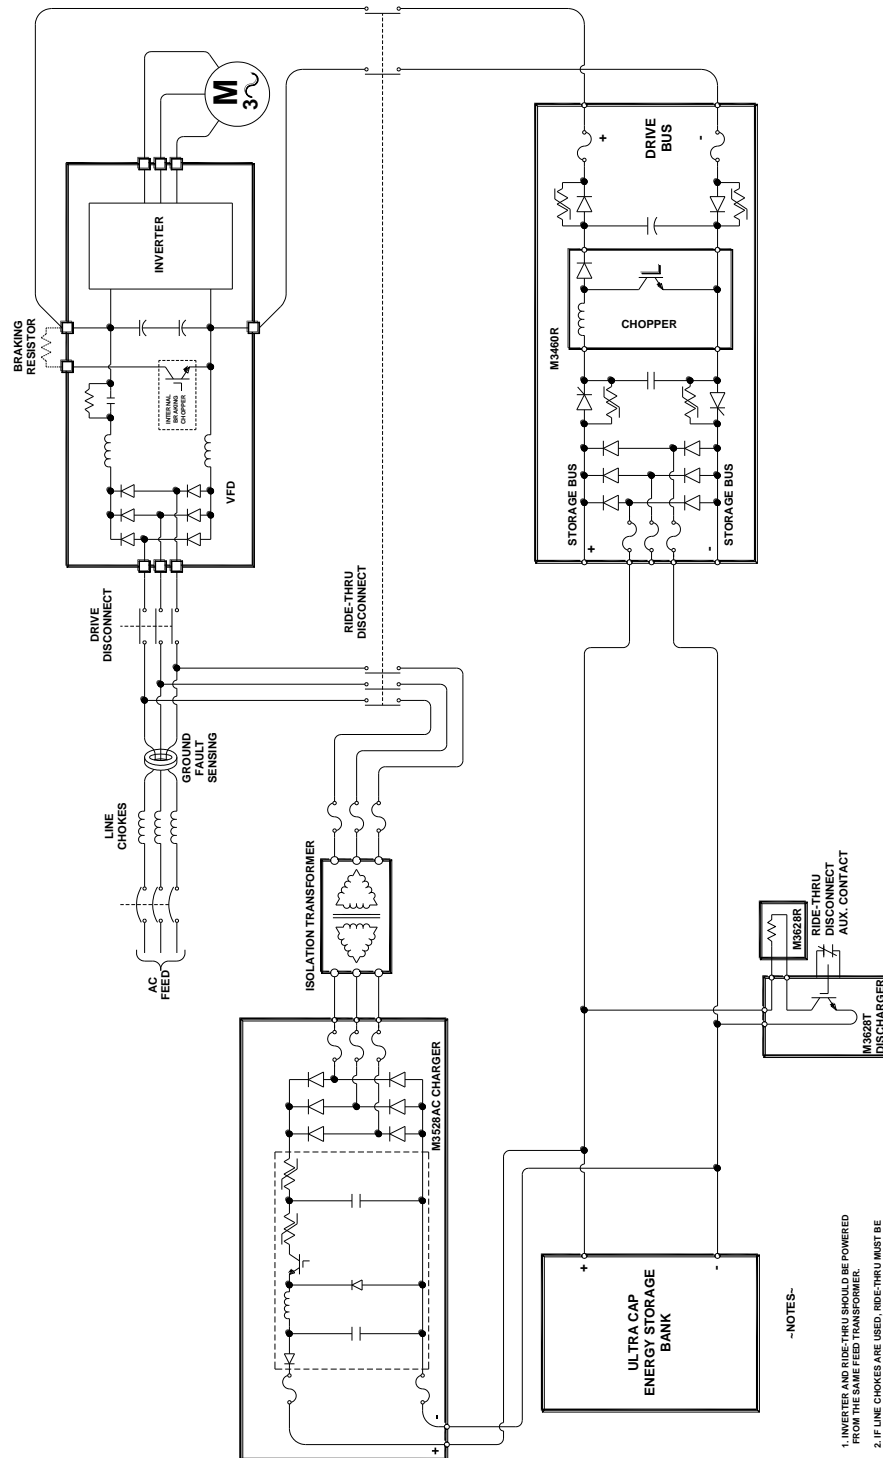 M
3
INVERTER
BRAKING
RESISTOR
INTERNAL
BRAKING
CHOPPER
VFD
DRIVE
DISCONNECT
RIDE-THRU
DISCONNECT
GROUND
FAULT
SENSING
LINE
CHOKES
AC
FEED
ISOLATION TRANSFORMER
M3528AC CHARGER
+
-
DRIVE
BUS
+
-
CHOPPER
M3460R
STORAGE BUS
+
STORAGE BUS
-
M3628R
RIDE-THRU
DISCONNECT
AUX. CONTACT
M3628T
DISCHARGER
+
-
ULTRA CAP
ENERGY STORAGE
BANK
~NOTES~
1. INVERTER AND RIDE-THRU SHOULD BE POWERED
FROM THE SAME FEED TRANSFORMER.
2. IF LINE CHOKES ARE USED, RIDE-THRU MUST BE